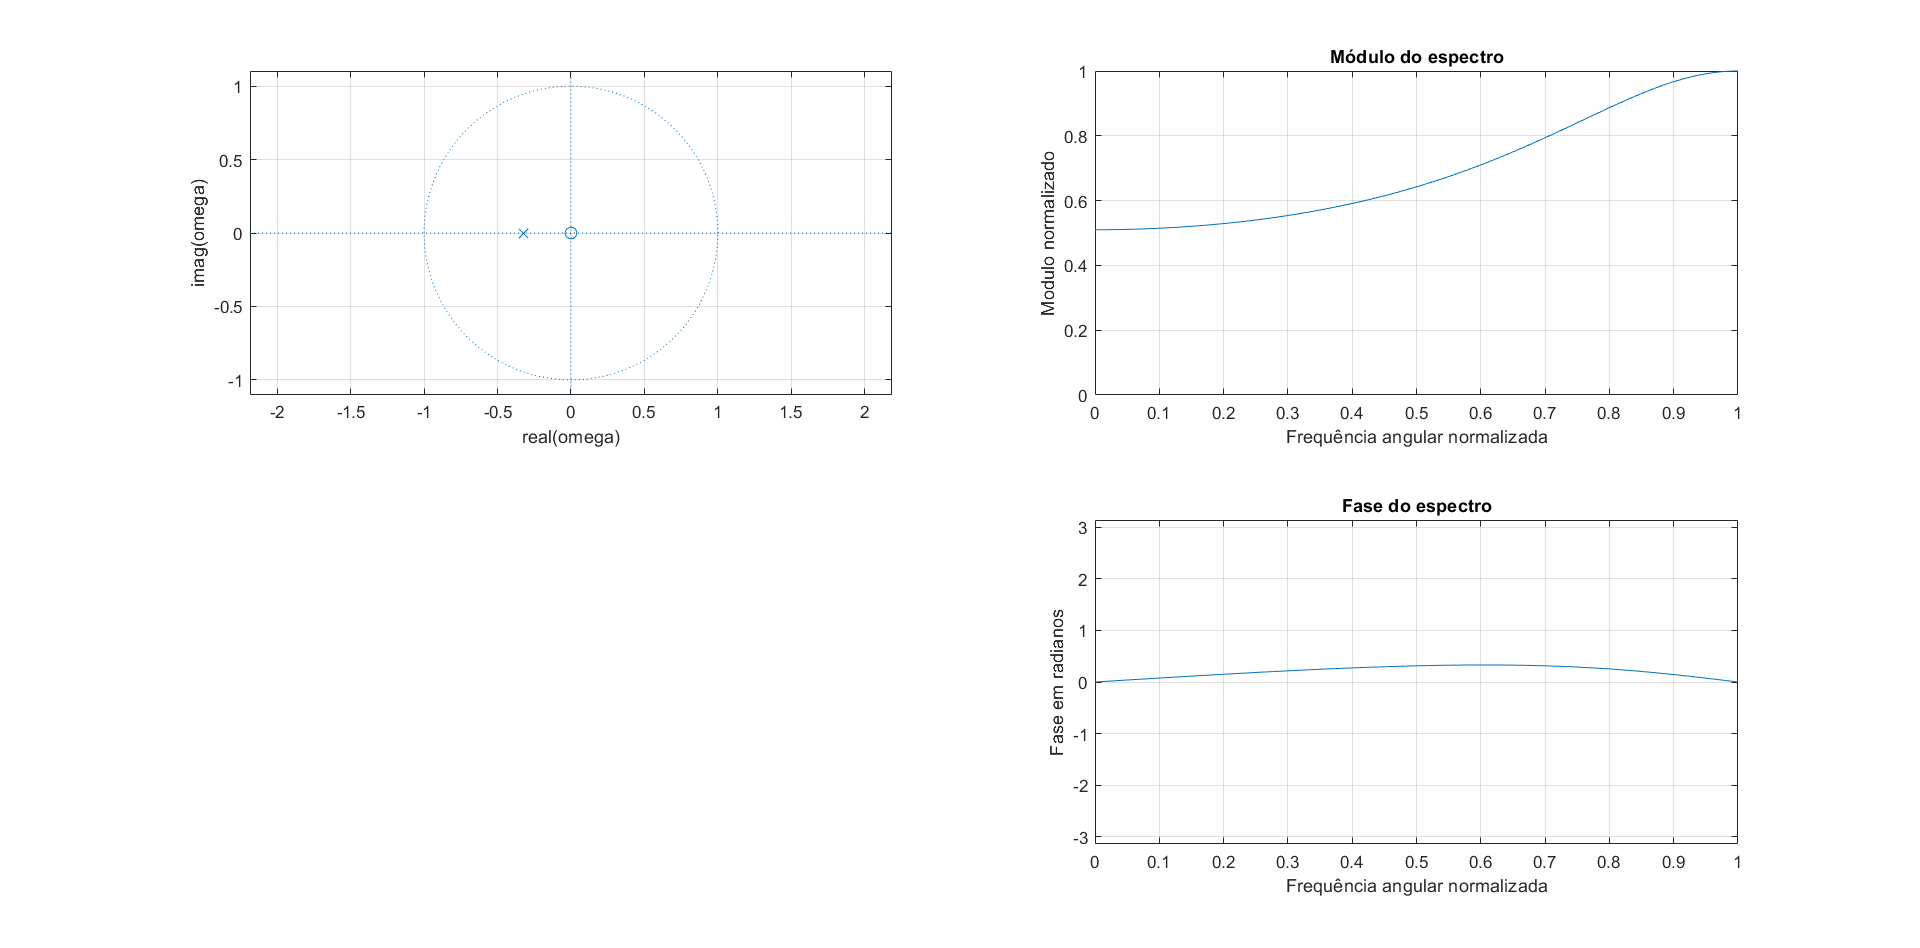 1
0.5
0
-0.5
-1
imag(omega)
-2 -1.5 -1 -0.5 0 0.5 1 1.5 2
real(omega)
Módulo do espectro
1
0.8
0.6
0.4
0.2
0
Modulo normalizado
0 0.1 0.2 0.3 0.4 0.5 0.6 0.7 0.8 0.9 1
Frequência angular normalizada
Fase do espectro
3
2
1
0
-1
-2
-3
Fase em radianos
0 0.1 0.2 0.3 0.4 0.5 0.6 0.7 0.8 0.9 1
Frequência angular normalizada